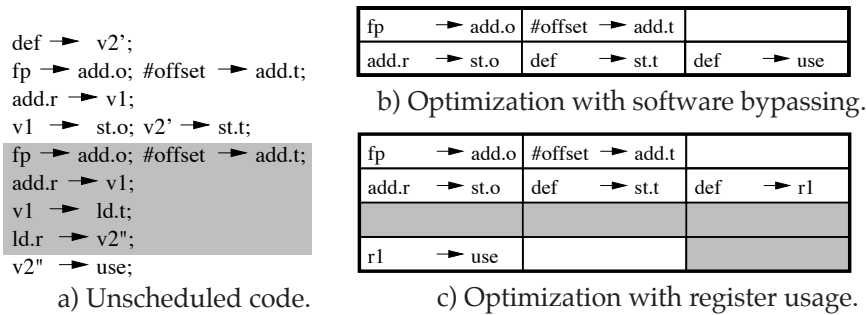 def → v2';
fp → add.o; #offset → add.t;
add.r → v1;
v1 → st.o; v2' → st.t;
fp → add.o; #offset → add.t;
add.r → v1;
v1 → ld.t;
ld.r → v2";
v2" → use;
a) Unscheduled code.
fp → add.o #offset → add.t
add.r → st.o def → st.t def → use
b) Optimization with software bypassing.
fp → add.o #offset → add.t
add.r → st.o def → st.t def → r1
r1 → use
c) Optimization with register usage.